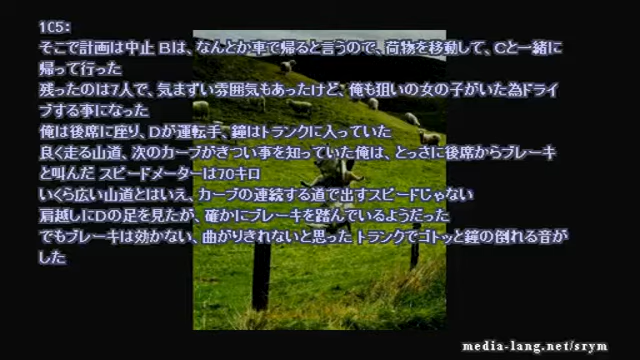 1C5:
そこで計画は中止 Bは、なんとか車で帰ると言うので、荷物を移動して、Cと一緒に
帰って行った
残ったのは7人で、気まずい雰囲気もあったけど、俺も狙いの女の子がいた為ドライ
ブする事になった
俺は後席に座り、Dが運転手、鐘はトランクに入っていた
良く走る山道、次のカーブがきつい事を知っていた俺は、とっさに後席からブレーキ
と叫んだ スピードメーターは70キロ
いくら広い山道とはいえ、カーブの連続する道で出すスピードじゃない
肩越しにDの足を見たが、確かにブレーキを踏んでいるようだった
でもブレーキは効かない、曲がりきれないと思った トランクでゴトッと鐘の倒れる音が
した
media-lang.net/srym